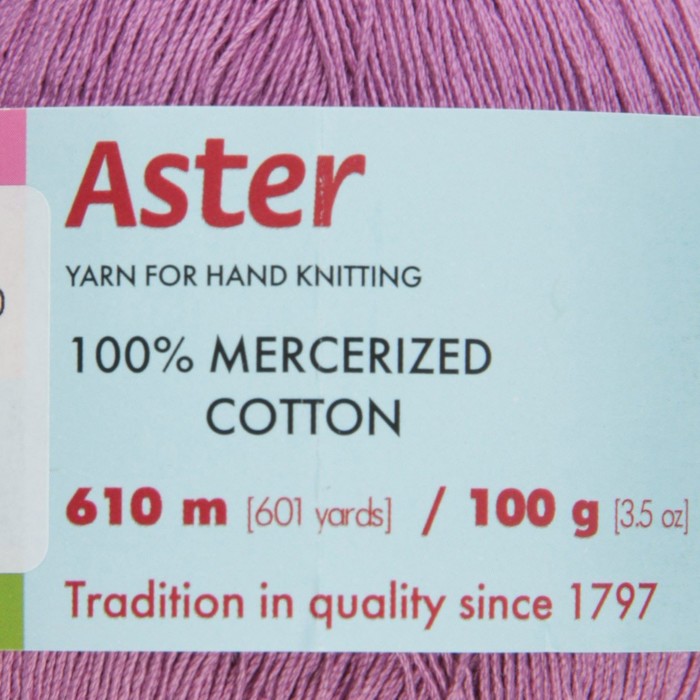 Aster
YARN FOR HAND KNITTING
100% MERCERIZED
COTTON
610 m [601 yards] / 100 g [3.5 oz]
Tradition in quality since 1797